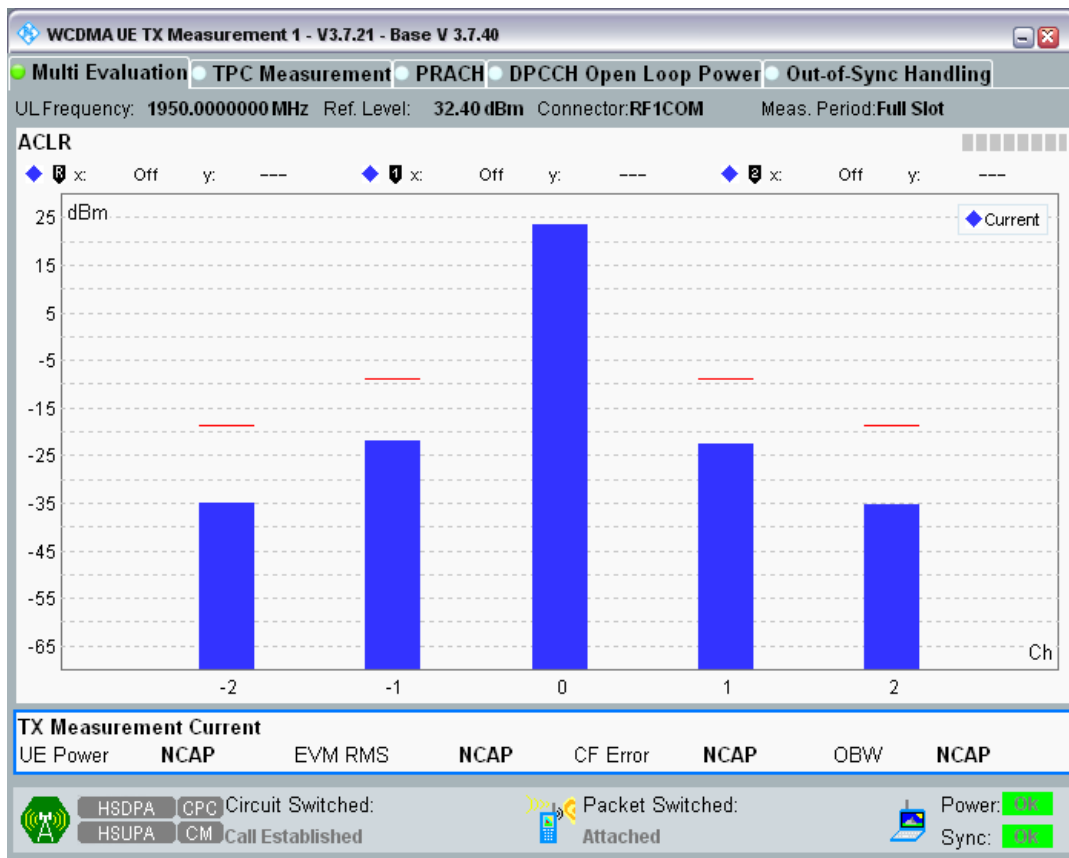 WCDMA UE TX Measurement 1 - V3.7.21 - Base V 3.7.40
Multi Evaluation TPC Measurement PRACH DPCCH Open Loop Power Out-of-Sync Handling
UL Frequency: 1950.0000000 MHz Ref. Level: 32.40 dBm Connector: RF1COM Meas. Period: Full Slot
ACLR
R x: Off y: --- 1 x: Off y: --- 2 x: Off y: ---
dBm
Current
25
15
5
-5
-15
-25
-35
-45
-55
-65
Ch
-2 -1 0 1 2
TX Measurement Current
UE Power NCAP EVM RMS NCAP CF Error NCAP OBW NCAP
HSDPA CPC Circuit Switched: Packet Switched: Power: Ok
HSUPA CM Call Established Attached Sync: Ok